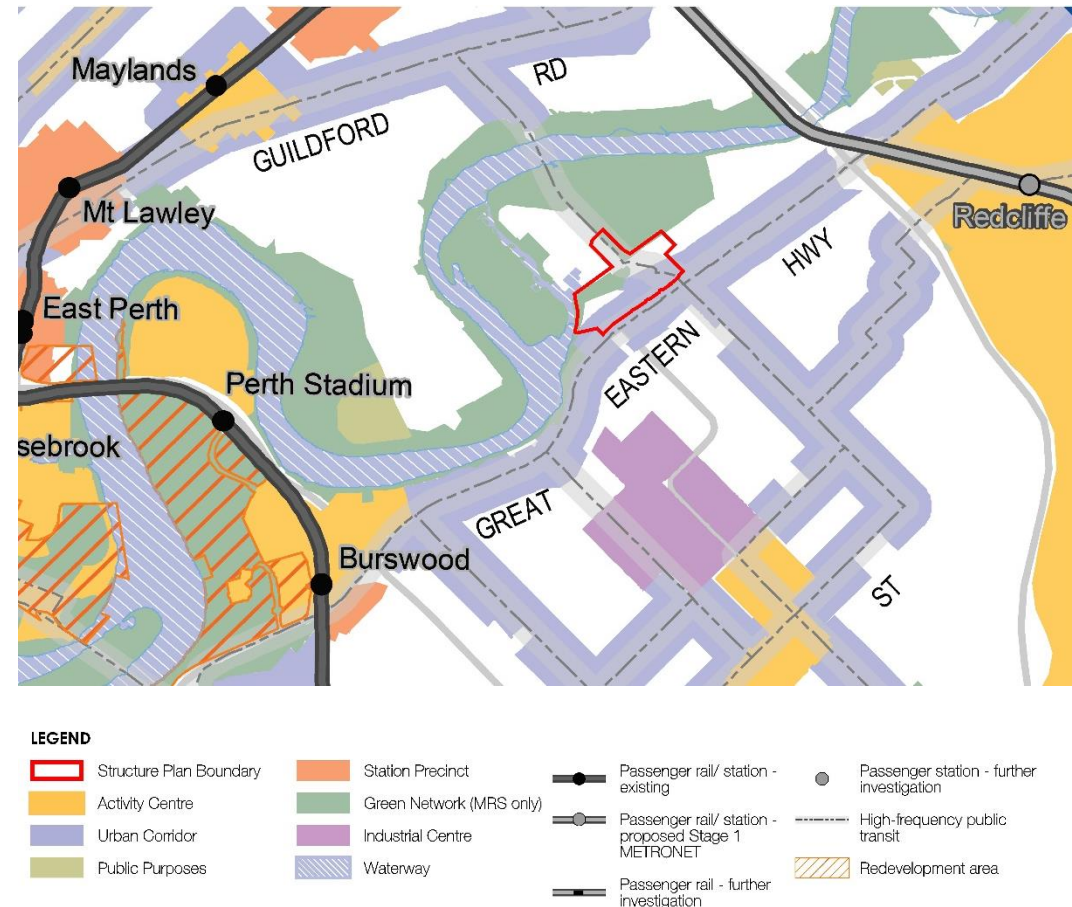 Maylands
RD
GUILDFORD
Mt Lawley
Redcliffe
HWY
East Perth
EASTERN
Perth Stadium
sebrook
GREAT
Burswood
ST
LEGEND
Structure Plan Boundary
Activity Centre
Urban Corridor
Public Purposes
Station Precinct
Green Network (MRS only)
Industrial Centre
Waterway
Passenger rail/ station -
existing
Passenger rail/ station -
proposed Stage 1
METRONET
Passenger rail - further
investigation
Passenger station - further
investigation
High-frequency public
transit
Redevelopment area